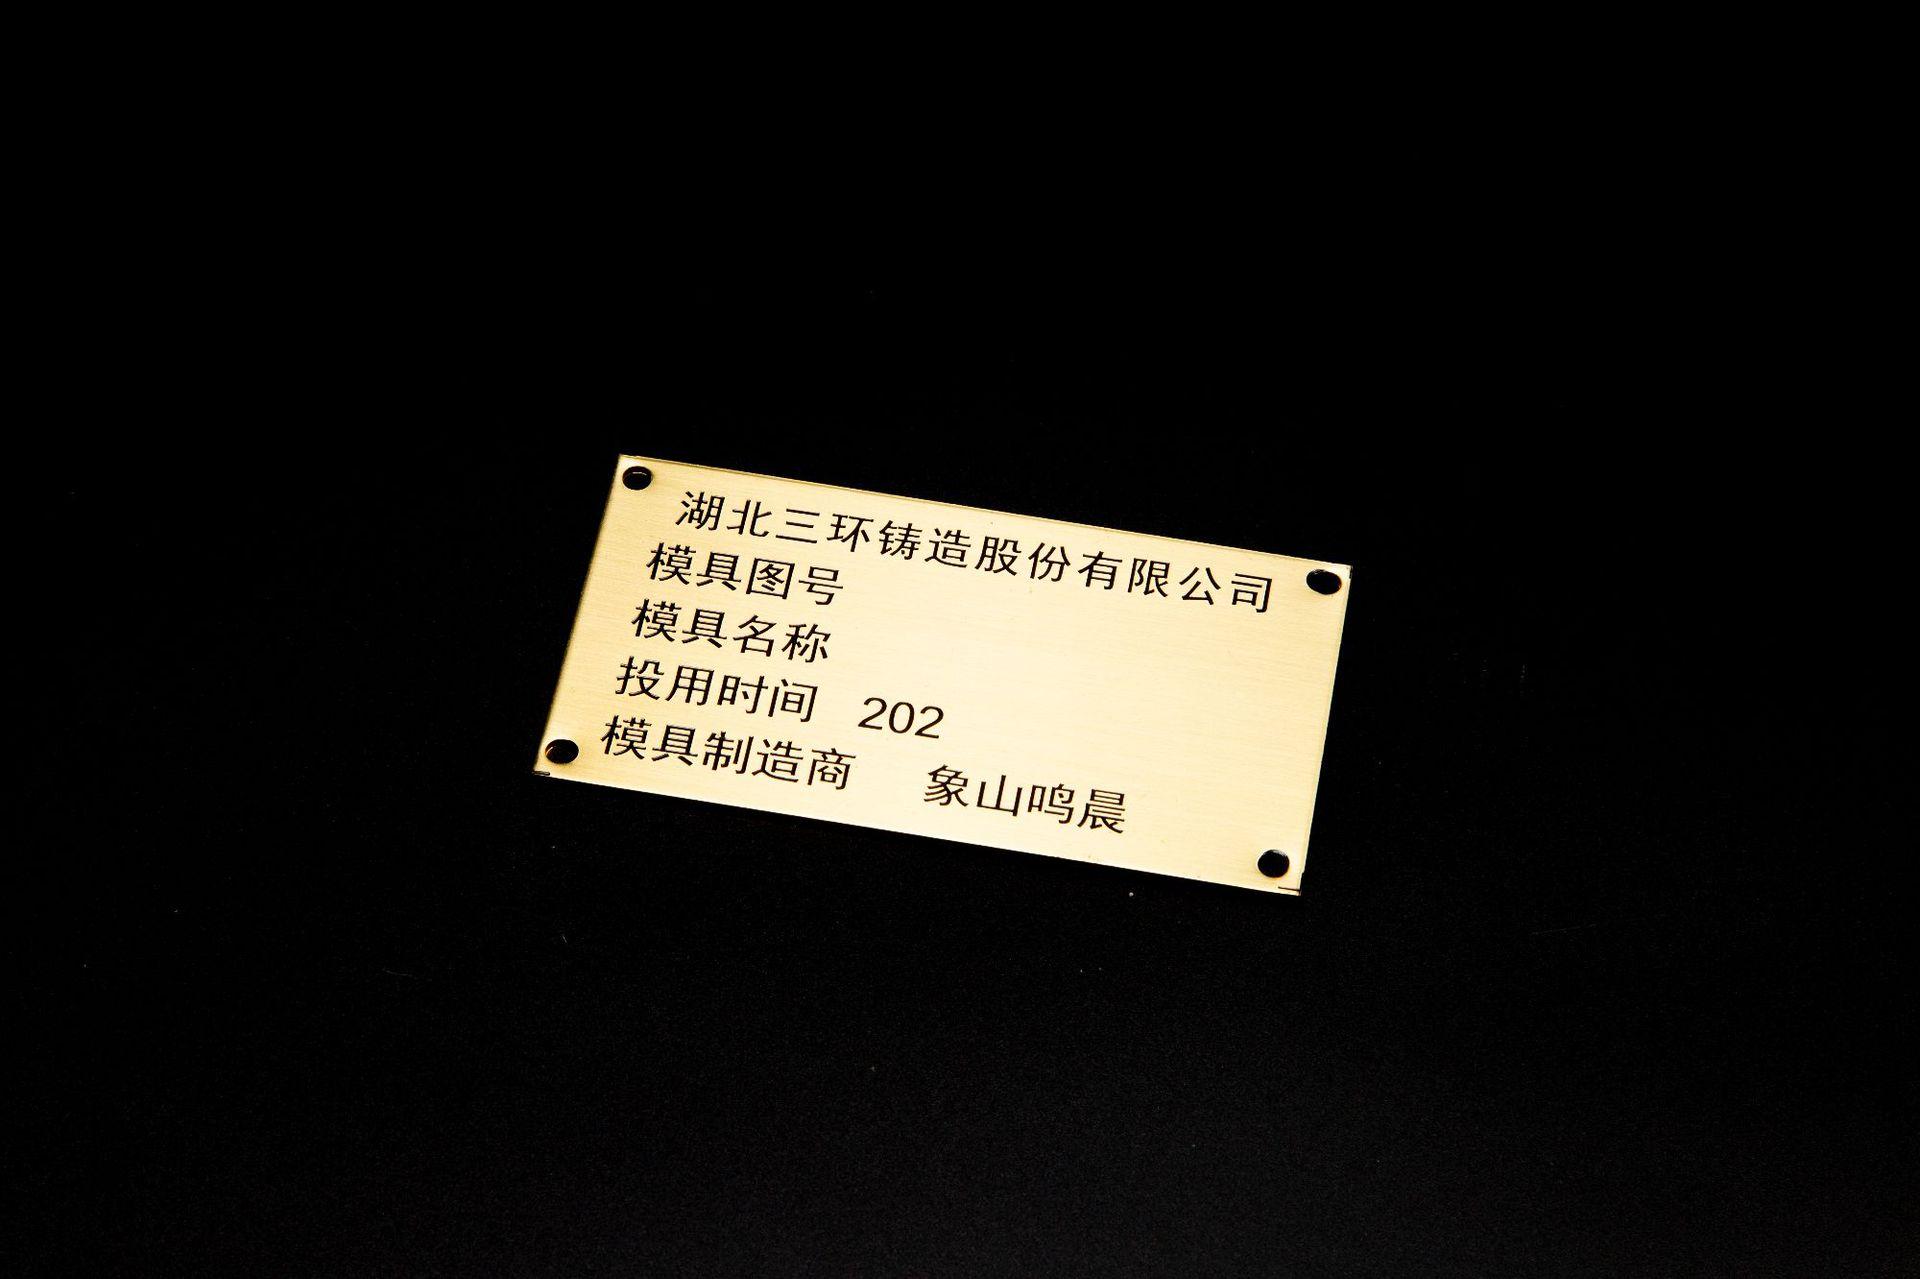 湖北三环铸造股份有限公司
模具图号
模具名称
投用时间 202
模具制造商 象山鸣晨